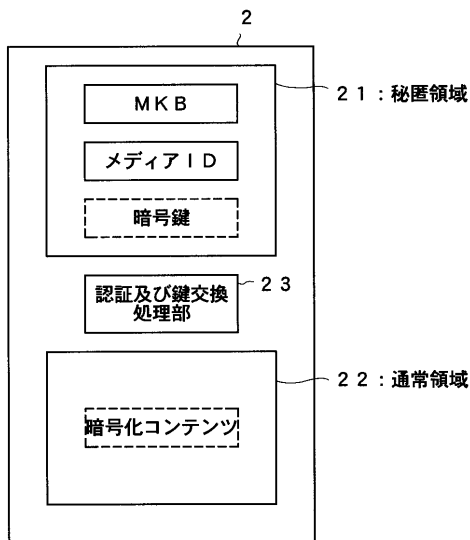 2
MKB
21:秘匿領域
メディアID
暗号鍵
認証及び鍵交換
処理部
23
22:通常領域
暗号化コンテンツ